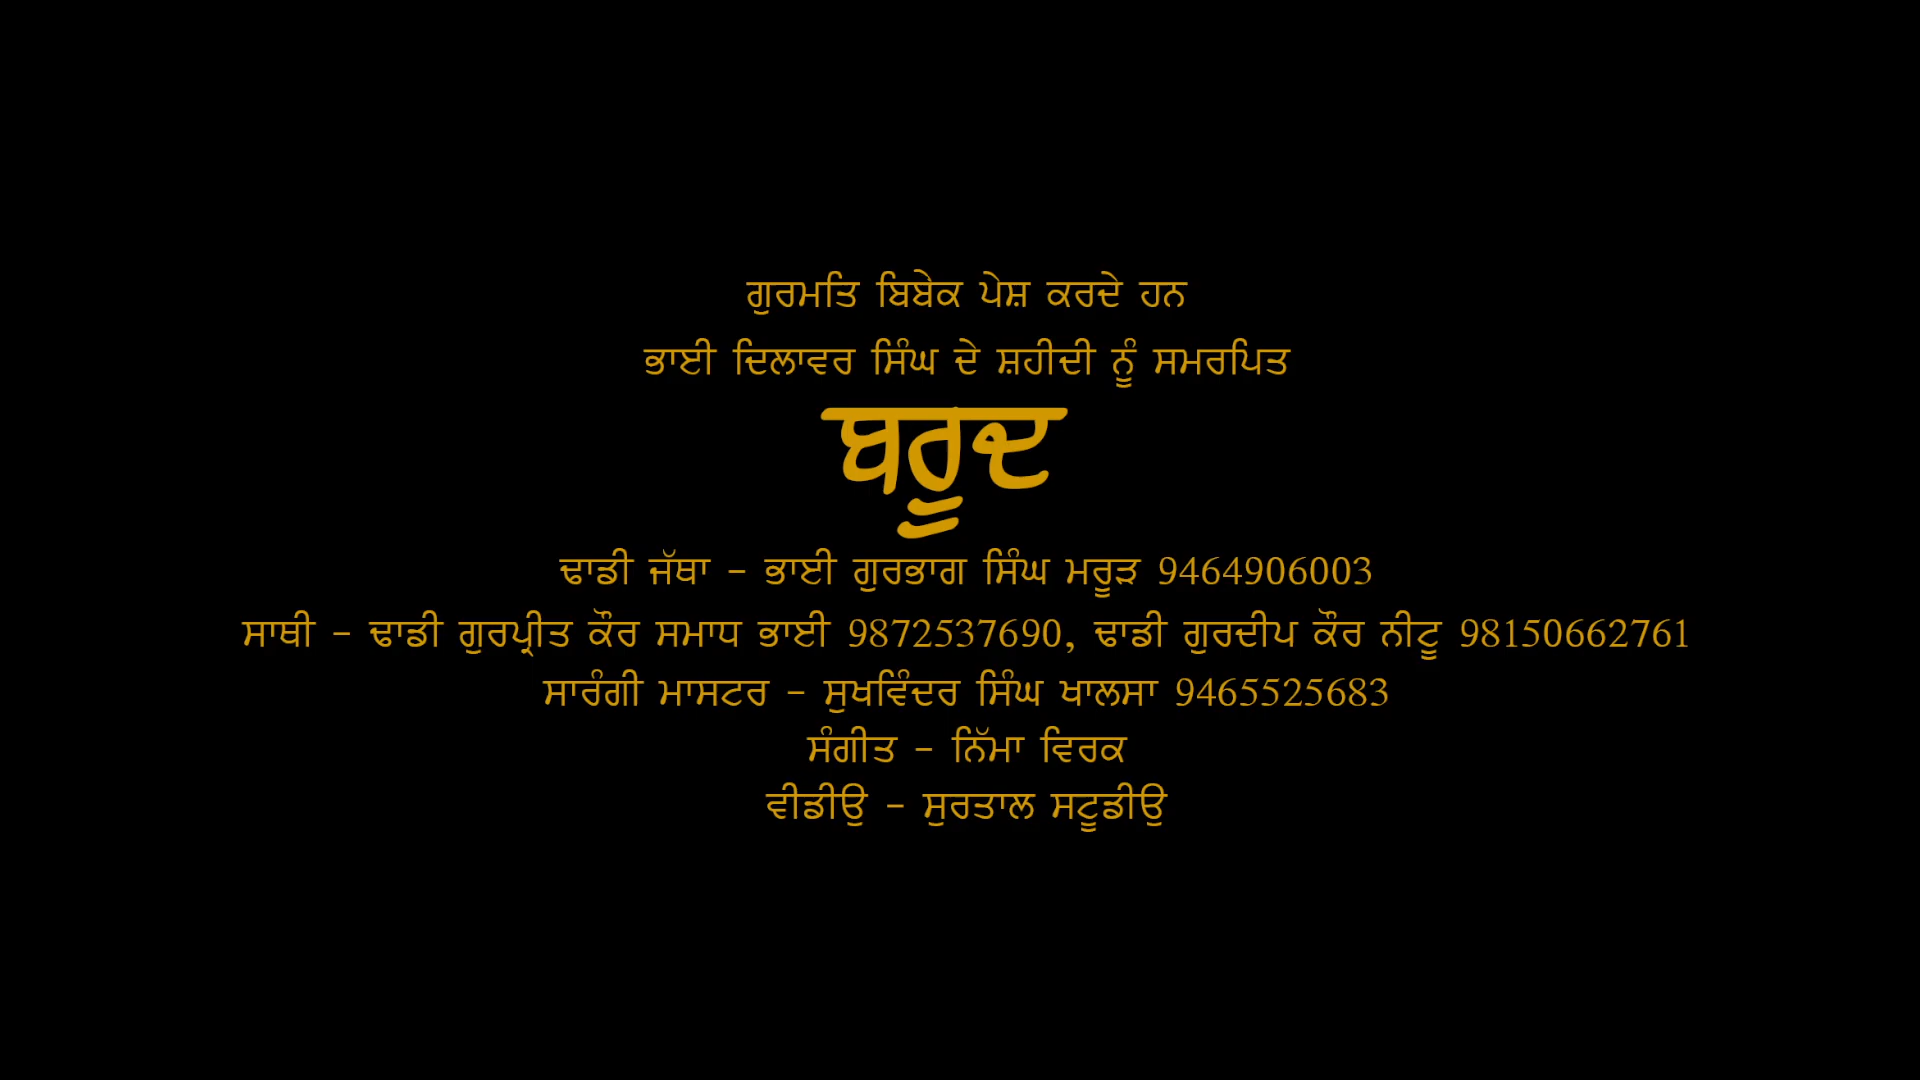 ਗੁਰਮਤਿ ਬਿਬੇਕ ਪੇਸ਼ ਕਰਦੇ ਹਨ
ਭਾਈ ਦਿਲਾਵਰ ਸਿੰਘ ਦੇ ਸ਼ਹੀਦੀ ਨੂੰ ਸਮਰਪਿਤ
ਬਰੂਦ
ਢਾਡੀ ਜੱਥਾ - ਭਾਈ ਗੁਰਭਾਗ ਸਿੰਘ ਮਰੂੜ 9464906003
ਸਾਥੀ - ਢਾਡੀ ਗੁਰਪ੍ਰੀਤ ਕੌਰ ਸਮਾਧ ਭਾਈ 9872537690, ਢਾਡੀ ਗੁਰਦੀਪ ਕੌਰ ਨੀਟੂ 98150662761
ਸਾਰੰਗੀ ਮਾਸਟਰ - ਸੁਖਵਿੰਦਰ ਸਿੰਘ ਖਾਲਸਾ 9465525683
ਸੰਗੀਤ - ਨਿੱਮਾ ਵਿਰਕ
ਵੀਡੀਉ - ਸੁਰਤਾਲ ਸਟੂਡੀਉ